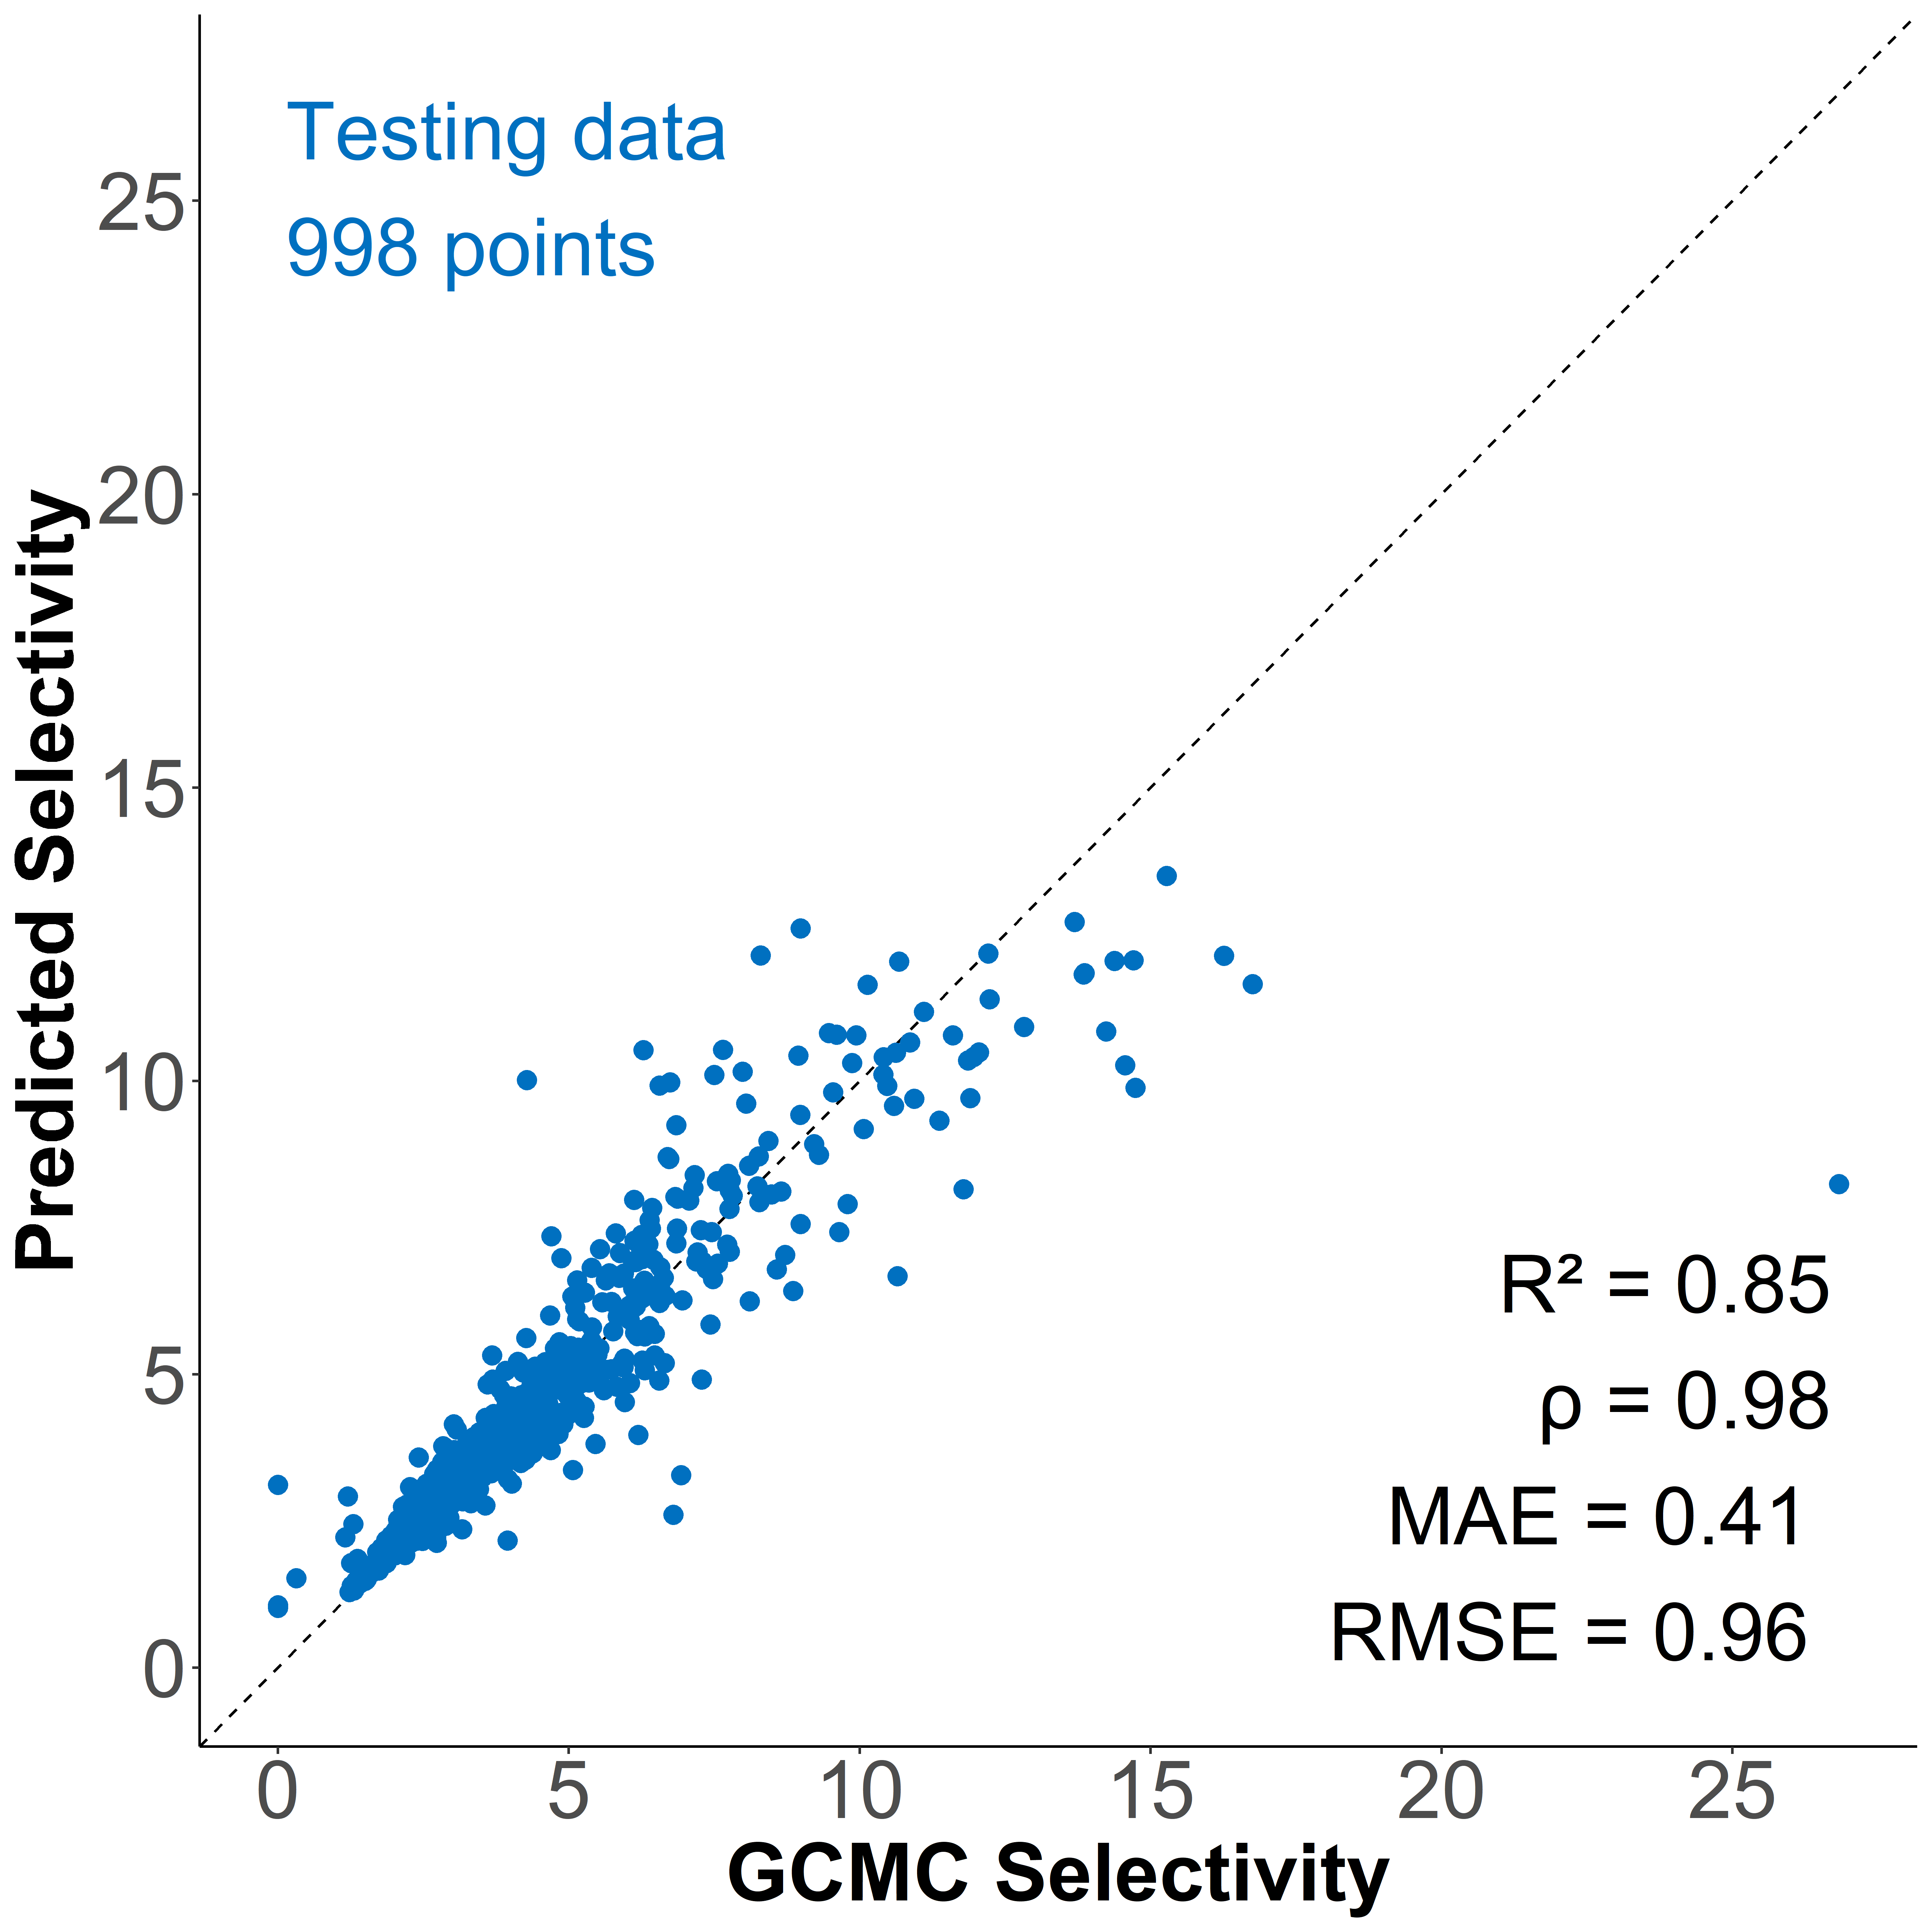 Testing data
998 points
Predicted Selectivity
25
20
15
10
5
0
R² = 0.85
ρ = 0.98
MAE = 0.41
RMSE = 0.96
0 5 10 15 20 25
GCMC Selectivity